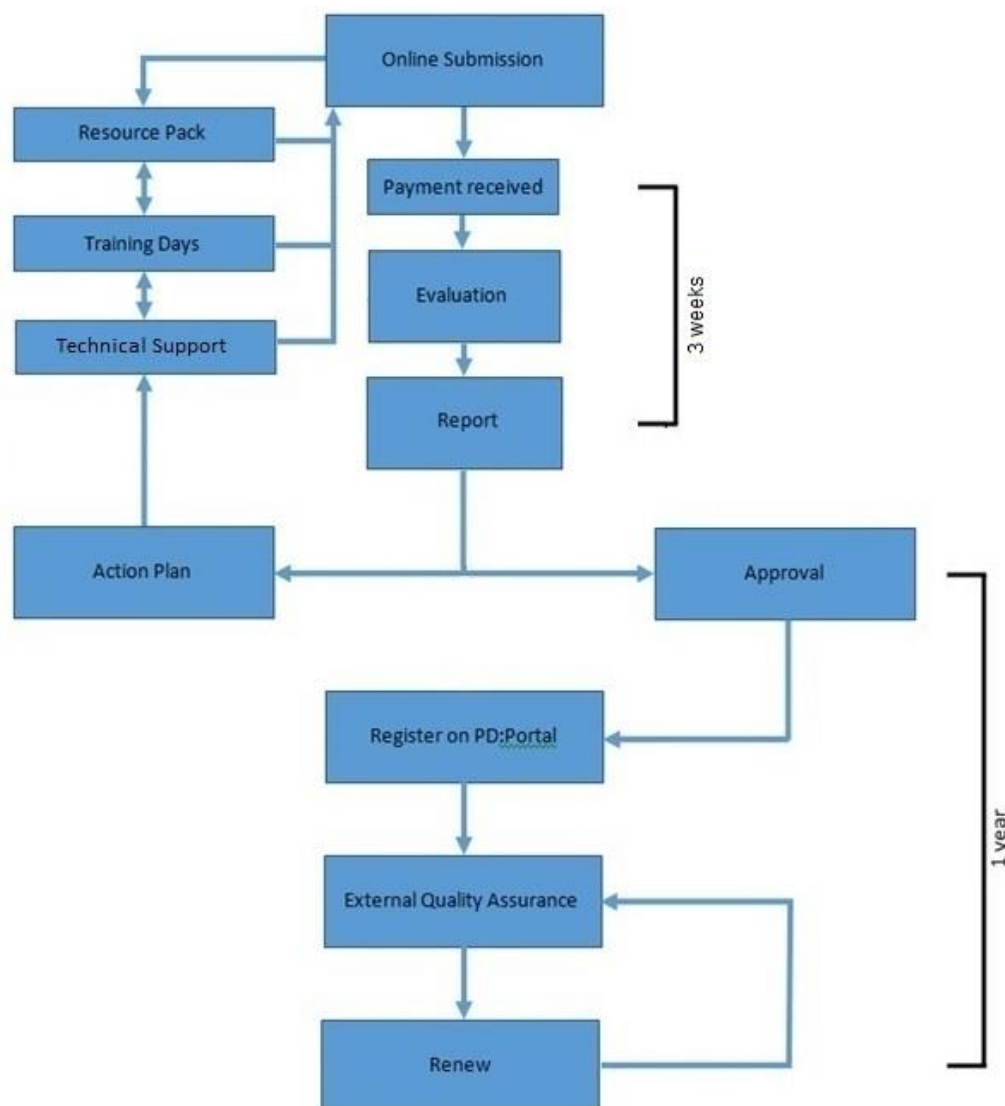 Online Submission
Resource Pack
Payment received
Training Days
Evaluation
3 weeks
Technical Support
Report
Action Plan
Approval
Register on PD:Portal
1 year
External Quality Assurance
Renew